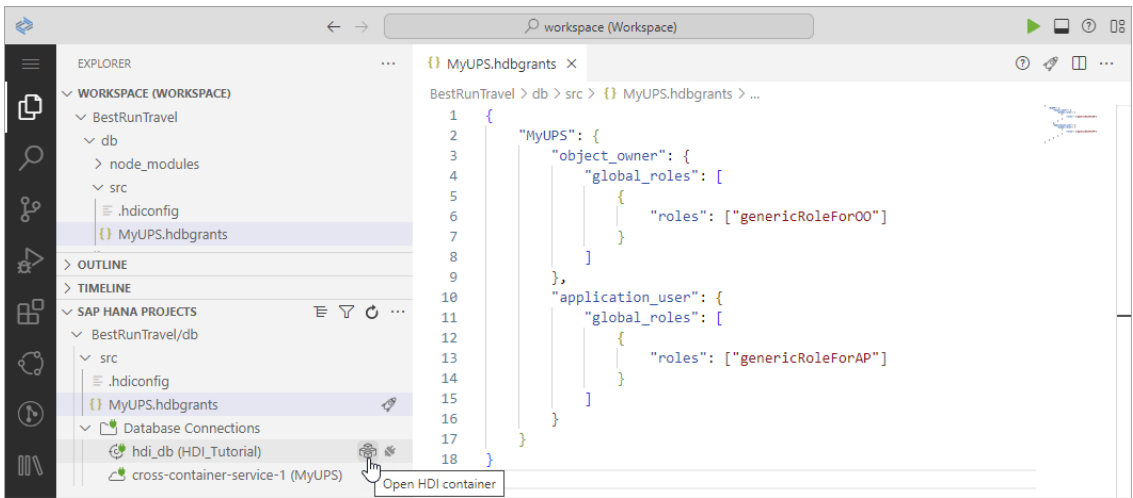 workspace (Workspace)
EXPLORER
WORKSPACE (WORKSPACE)
BestRunTravel
db
node_modules
src
.hdiconfig
MyUPS.hdbgrants
OUTLINE
TIMELINE
SAP HANA PROJECTS
BestRunTravel/db
src
.hdiconfig
MyUPS.hdbgrants
Database Connections
hdi_db (HDI_Tutorial)
cross-container-service-1 (MyUPS)
Open HDI container
{} MyUPS.hdbgrants ×
BestRunTravel > db > src > {} MyUPS.hdbgrants > ...
1 {
2 "MyUPS": {
3 "object_owner": {
4 "global_roles": [
5 {
6 "roles": ["genericRoleForOO"]
7 }
8 ]
9 },
10 "application_user": {
11 "global_roles": [
12 {
13 "roles": ["genericRoleForAP"]
14 }
15 ]
16 }
17 }
18 }